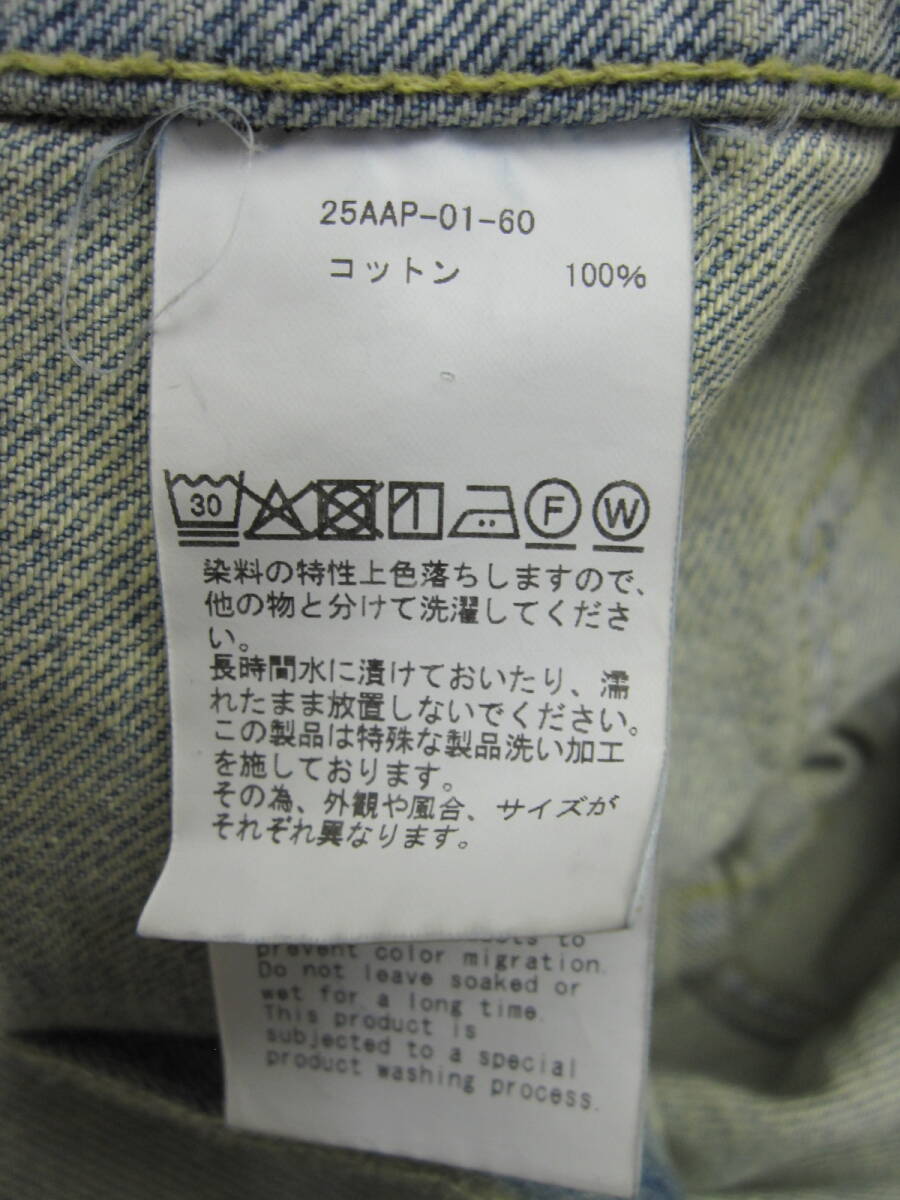 25AAP-01-60
コットン 100%
30 F W
染料の特性上色落ちしますので、
他の物と分けて洗濯してくださ
い。
長時間水に漬けておいたり、濡
れたまま放置しないでください。
この製品は特殊な製品洗い加工
を施しております。
その為、外観や風合、サイズが
それぞれ異なります。
to
prevent color migration.
Do not leave soaked or
wet for a long time.
This product is
subjected to a special
product washing process.